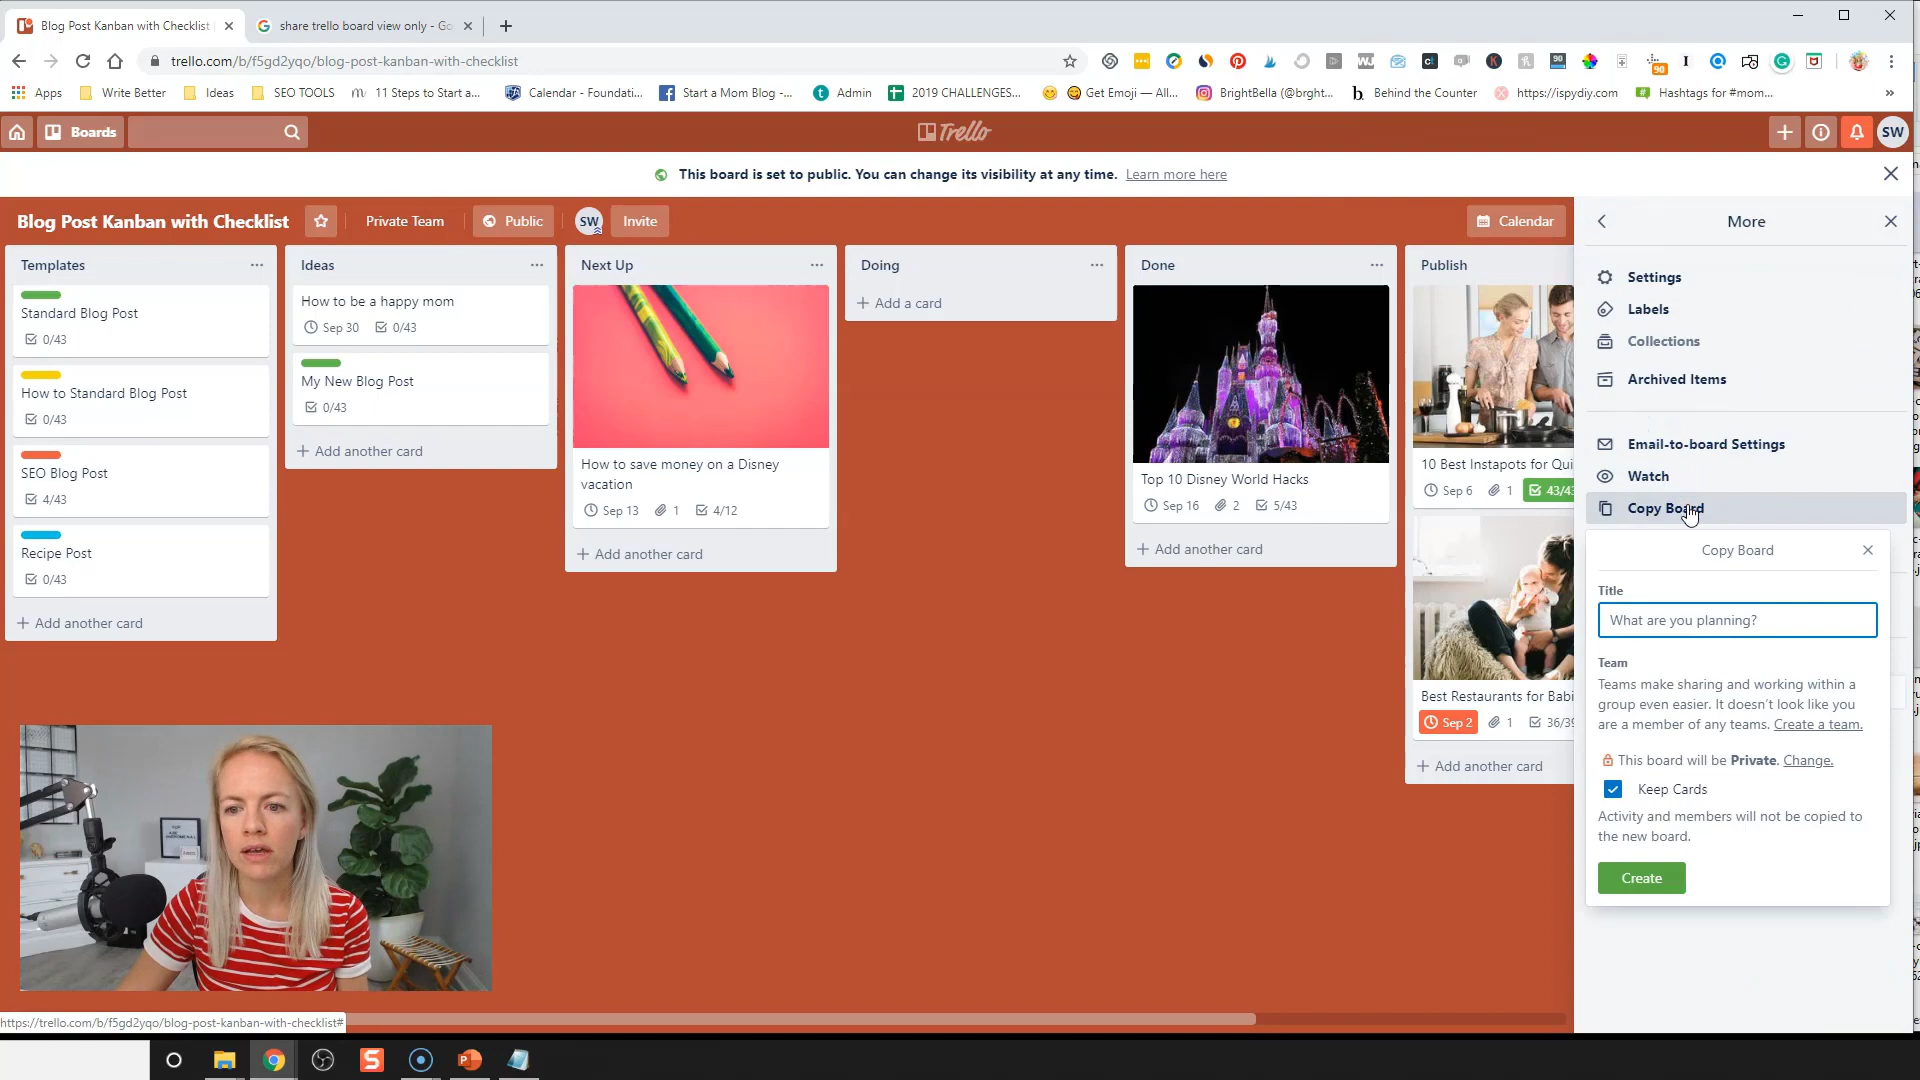 Blog Post Kanban with Checklist
share trello board view only - Go
trello.com/b/f5gd2yqo/blog-post-kanban-with-checklist
Apps
Write Better
Ideas
SEO TOOLS
11 Steps to Start a...
Calendar - Foundati...
Start a Mom Blog -...
Admin
2019 CHALLENGES...
Get Emoji — All...
BrightBella (@brght...
Behind the Counter
https://ispydiy.com
Hashtags for #mom...
Boards
Trello
SW
This board is set to public. You can change its visibility at any time. Learn more here
Blog Post Kanban with Checklist
Private Team
Public
SW
Invite
Calendar
Templates
Standard Blog Post
0/43
How to Standard Blog Post
0/43
SEO Blog Post
4/43
Recipe Post
0/43
+ Add another card
Ideas
How to be a happy mom
Sep 30 0/43
My New Blog Post
0/43
+ Add another card
Next Up
How to save money on a Disney
vacation
Sep 13 1 4/12
+ Add another card
Doing
+ Add a card
Done
Top 10 Disney World Hacks
Sep 16 2 5/43
+ Add another card
Publish
10 Best Instapots for Qui
Sep 6 1 43/43
Best Restaurants for Babi
Sep 2 1 36/39
+ Add another card
More
Settings
Labels
Collections
Archived Items
Email-to-board Settings
Watch
Copy Board
Copy Board
Title
What are you planning?
Team
Teams make sharing and working within a
group even easier. It doesn't look like you
are a member of any teams. Create a team.
This board will be Private. Change.
Keep Cards
Activity and members will not be copied to
the new board.
Create
https://trello.com/b/f5gd2yqo/blog-post-kanban-with-checklist#